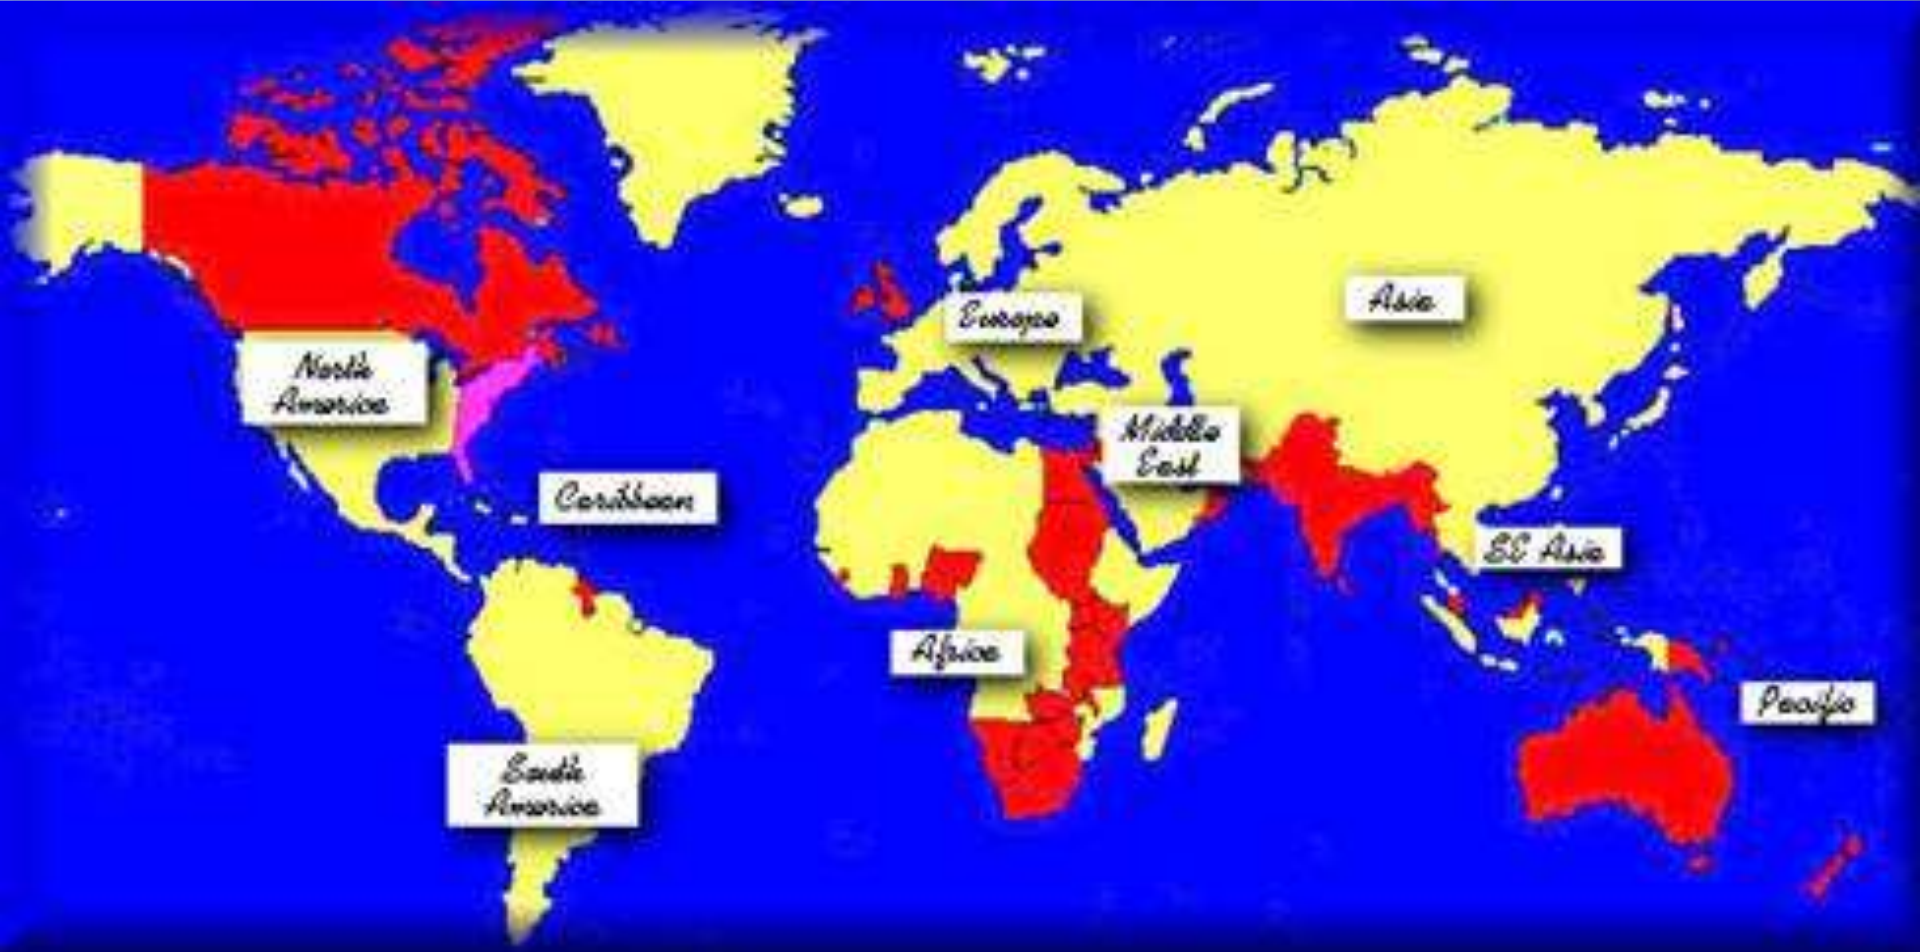 North
America
Europe
Asia
Middle
East
Caribbean
SE Asia
Africa
Pacific
South
America